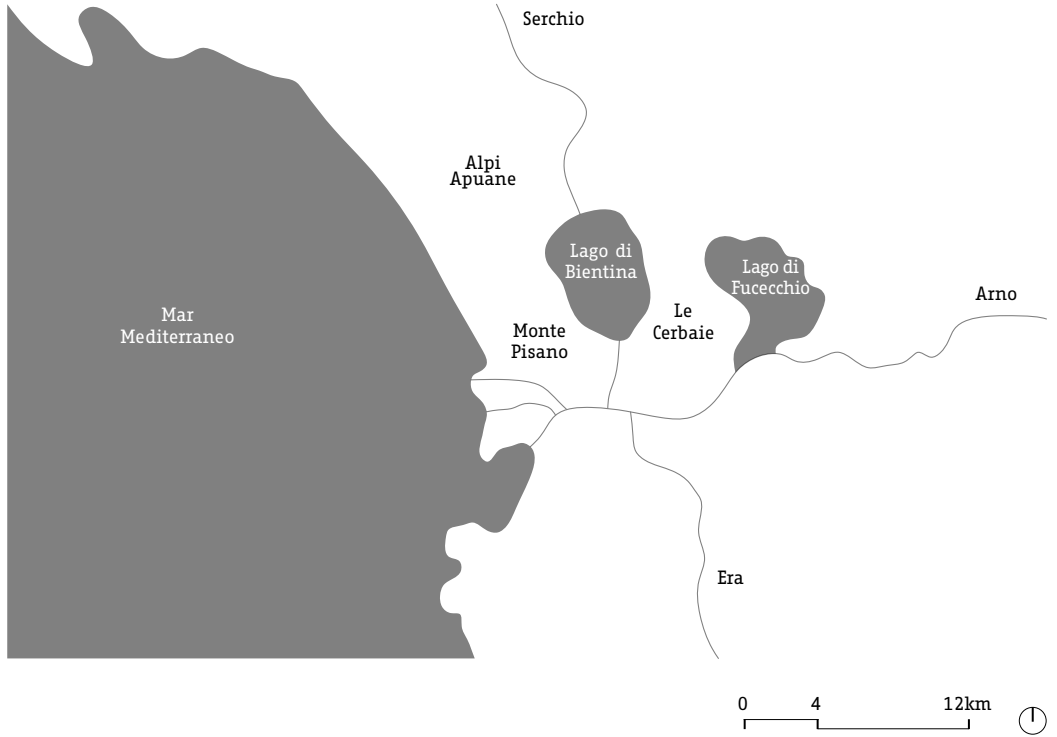 Serchio
Alpi
Apuane
Lago di
Bientina
Lago di
Fucecchio
Arno
Mar
Mediterraneo
Le
Cerbaie
Monte
Pisano
Era
0 4 12km